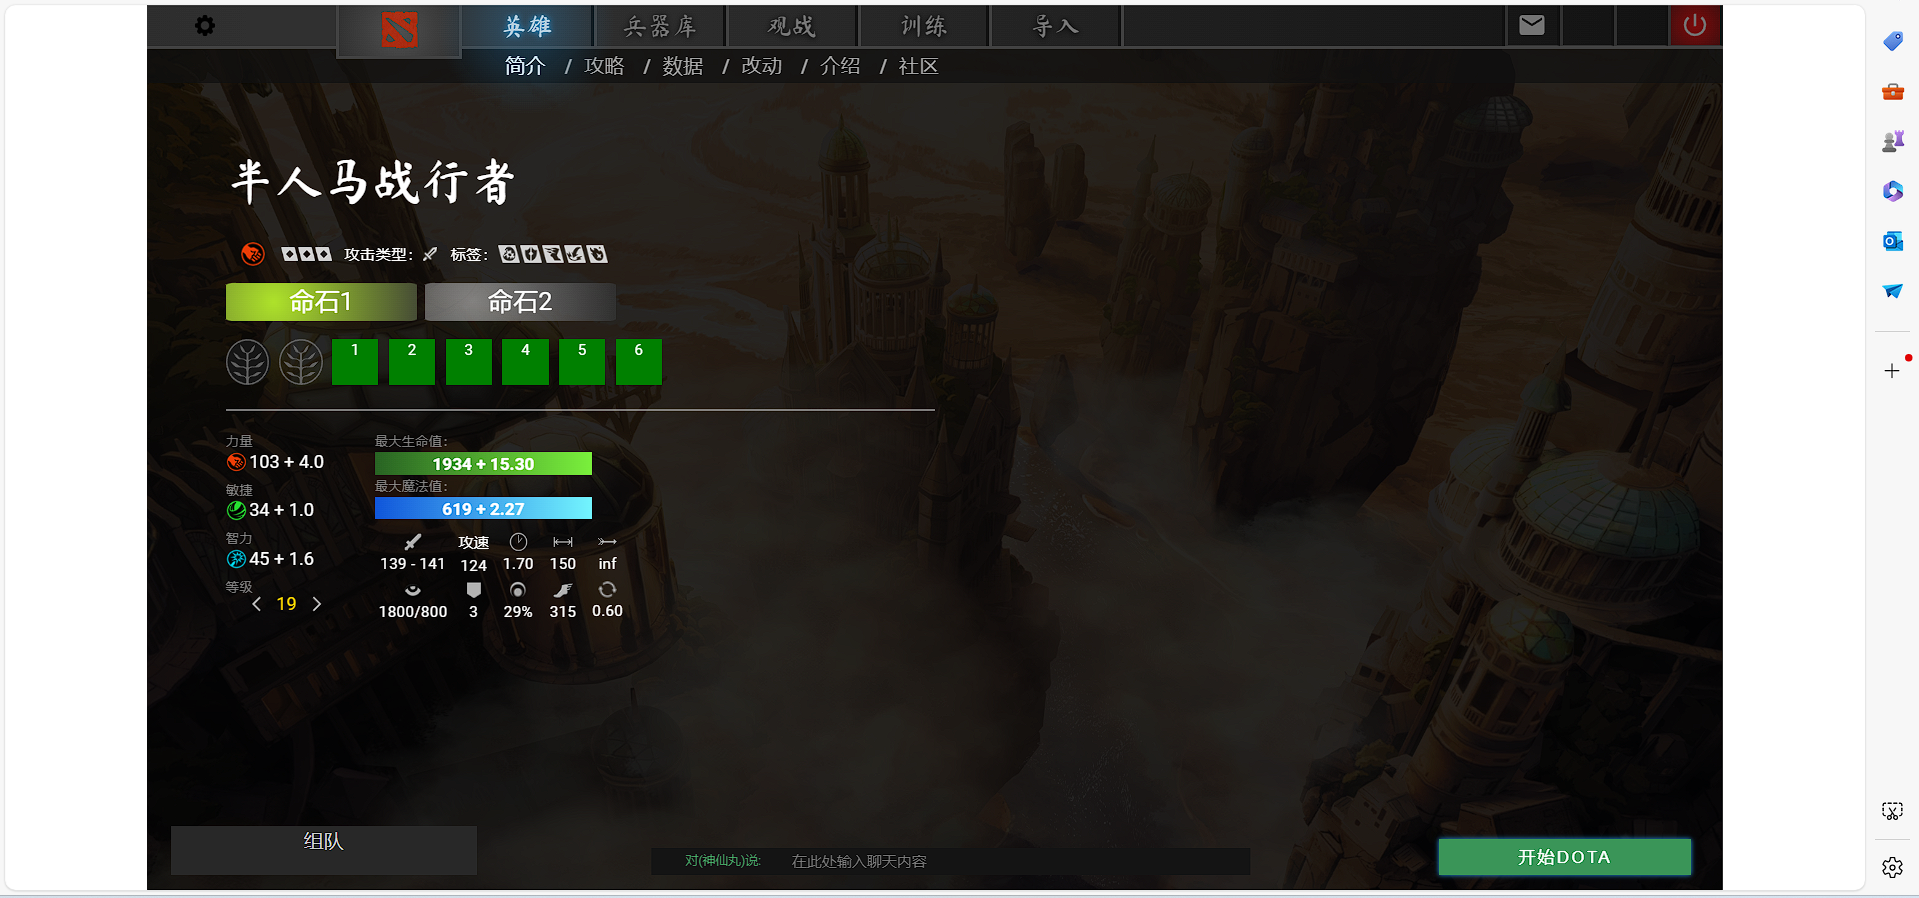 英雄 兵器库 观战 训练 导入
简介 / 攻略 / 数据 / 改动 / 介绍 / 社区
半人马战行者
攻击类型: 标签:
命石1 命石2
1 2 3 4 5 6
力量 最大生命值:
103 + 4.0 1934 + 15.30
敏捷 最大魔法值:
34 + 1.0 619 + 2.27
智力 攻速
45 + 1.6 139 - 141 124 1.70 150 inf
等级
19 1800/800 3 29% 315 0.60
组队
对(神仙丸)说: 在此处输入聊天内容
开始DOTA